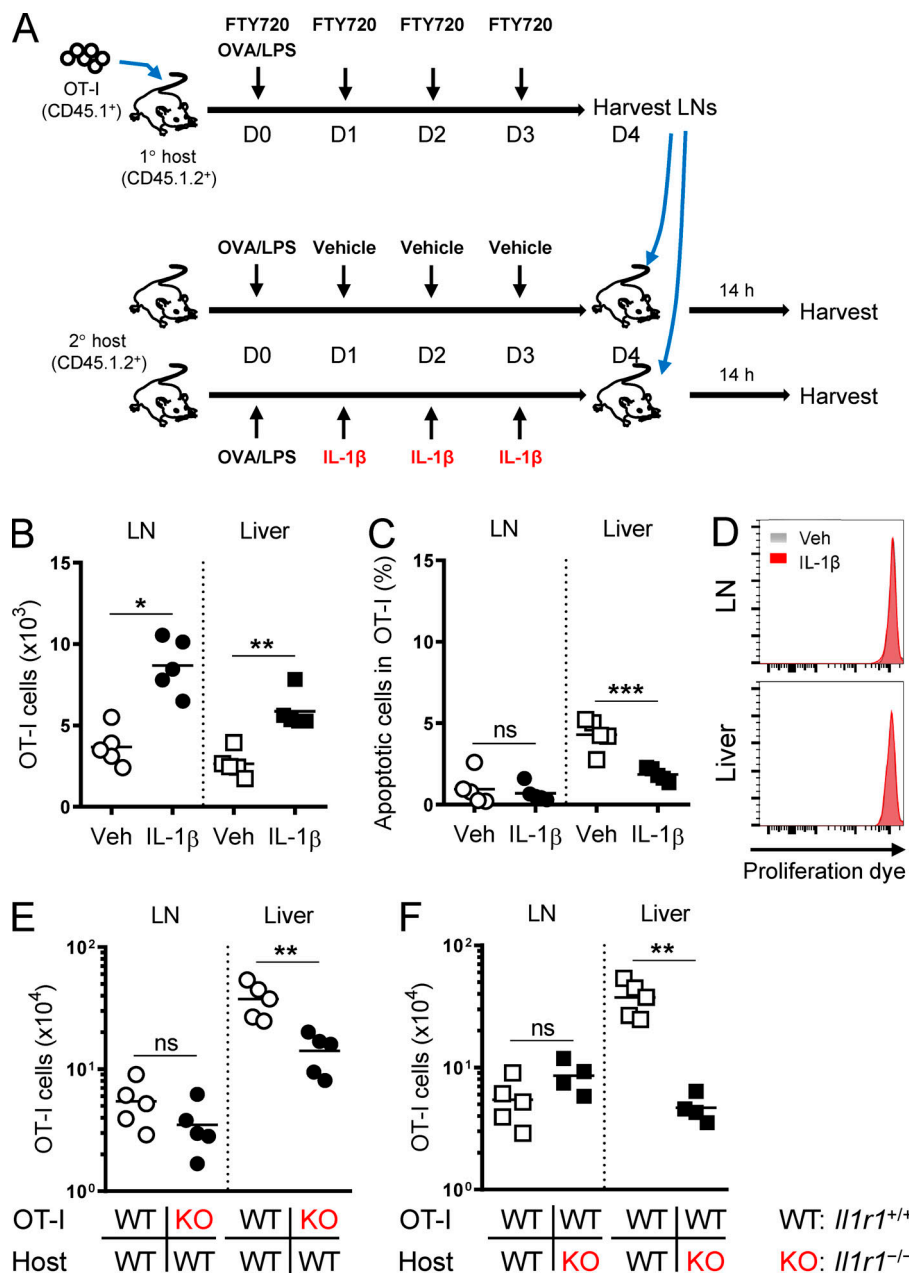 A
FTY720 FTY720 FTY720 FTY720
OVA/LPS
OT-I
(CD45.1+)
Harvest LNs
D0 D1 D2 D3 D4
1° host
(CD45.1.2+)
OVA/LPS Vehicle Vehicle Vehicle
14 h
Harvest
2° host
(CD45.1.2+)
D0 D1 D2 D3 D4
14 h
Harvest
OVA/LPS IL-1β IL-1β IL-1β
B
LN Liver
OT-I cells (x10³)
15
10
5
0
* **
Veh IL-1β Veh IL-1β
C
LN Liver
Apoptotic cells in OT-I (%)
15
10
5
0
ns ***
Veh IL-1β Veh IL-1β
D
Veh
IL-1β
LN
Liver
Proliferation dye
E
LN Liver
OT-I cells (x10⁴)
10²
10¹
10⁰
ns **
OT-I WT KO WT KO
Host WT WT WT WT
F
LN Liver
OT-I cells (x10⁴)
10²
10¹
10⁰
ns **
OT-I WT WT WT WT
Host WT KO WT KO
WT: Il1r1+/+
KO: Il1r1−/−